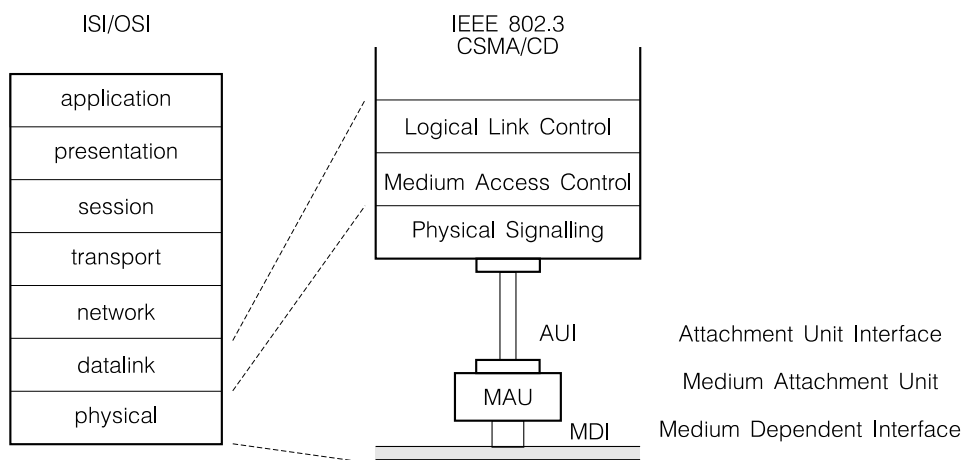 ISI/OSI
application
presentation
session
transport
network
datalink
physical
IEEE 802.3
CSMA/CD
Logical Link Control
Medium Access Control
Physical Signalling
AUI
MAU
MDI
Attachment Unit Interface
Medium Attachment Unit
Medium Dependent Interface